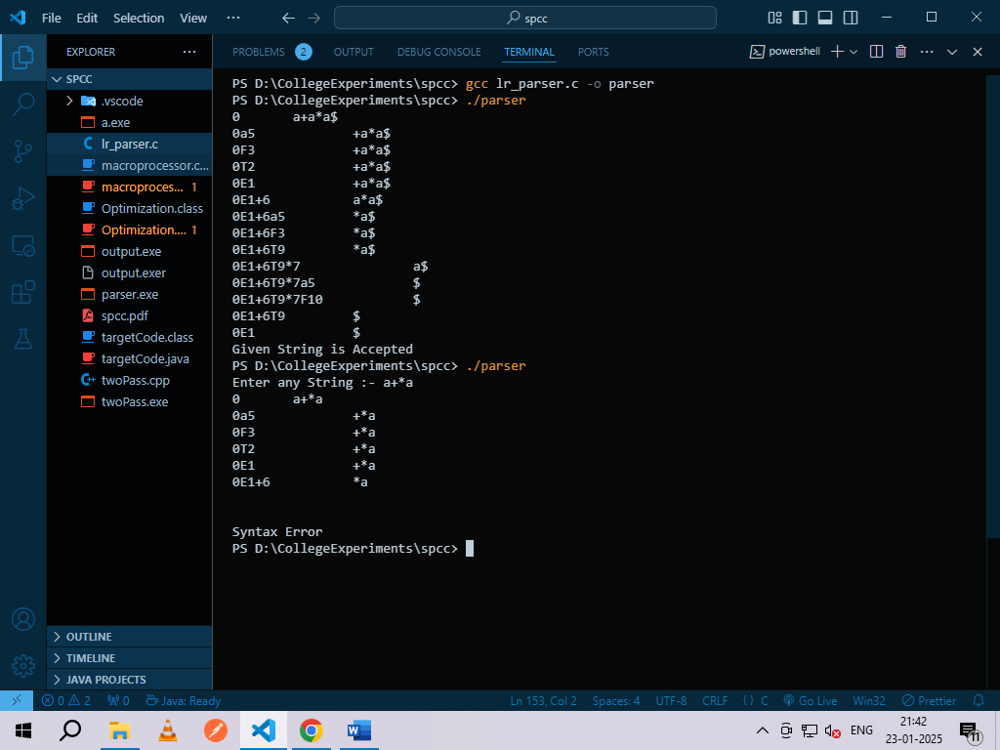 File Edit Selection View ··· spcc
EXPLORER ···
SPCC
.vscode
a.exe
lr_parser.c
macroprocessor.c...
macroproces... 1
Optimization.class
Optimization.... 1
output.exe
output.exer
parser.exe
spcc.pdf
targetCode.class
targetCode.java
twoPass.cpp
twoPass.exe
OUTLINE
TIMELINE
JAVA PROJECTS
PROBLEMS 2 OUTPUT DEBUG CONSOLE TERMINAL PORTS powershell ···
PS D:\CollegeExperiments\spcc> gcc lr_parser.c -o parser
PS D:\CollegeExperiments\spcc> ./parser
0 a+a*a$
0a5 +a*a$
0F3 +a*a$
0T2 +a*a$
0E1 +a*a$
0E1+6 a*a$
0E1+6a5 *a$
0E1+6F3 *a$
0E1+6T9 *a$
0E1+6T9*7 a$
0E1+6T9*7a5 $
0E1+6T9*7F10 $
0E1+6T9 $
0E1 $
Given String is Accepted
PS D:\CollegeExperiments\spcc> ./parser
Enter any String :- a+*a
0 a+*a
0a5 +*a
0F3 +*a
0T2 +*a
0E1 +*a
0E1+6 *a
Syntax Error
PS D:\CollegeExperiments\spcc>
0 2 0 Java: Ready Ln 153, Col 2 Spaces: 4 UTF-8 CRLF {} C Go Live Win32 Prettier
ENG
21:42
23-01-2025
11